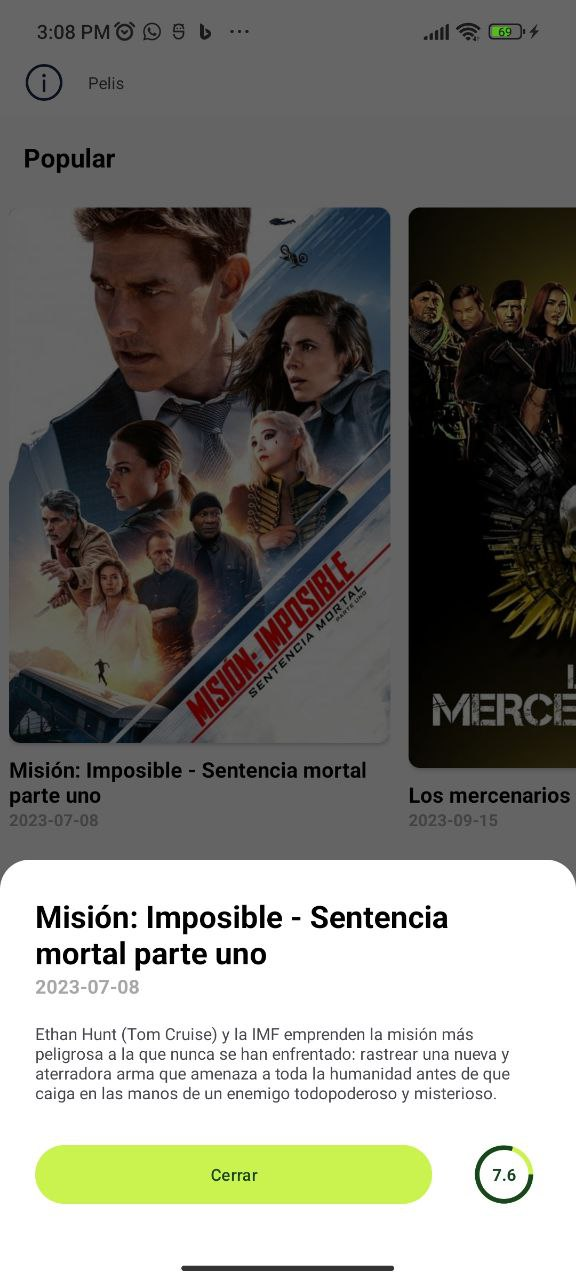 3:08 PM
69
Pelis
Popular
MISIÓN: IMPOSIBLE
SENTENCIA MORTAL
PARTE UNO
Misión: Imposible - Sentencia mortal
parte uno
2023-07-08
Los mercenarios
2023-09-15
Misión: Imposible - Sentencia
mortal parte uno
2023-07-08
Ethan Hunt (Tom Cruise) y la IMF emprenden la misión más
peligrosa a la que nunca se han enfrentado: rastrear una nueva y
aterradora arma que amenaza a toda la humanidad antes de que
caiga en las manos de un enemigo todopoderoso y misterioso.
Cerrar
7.6